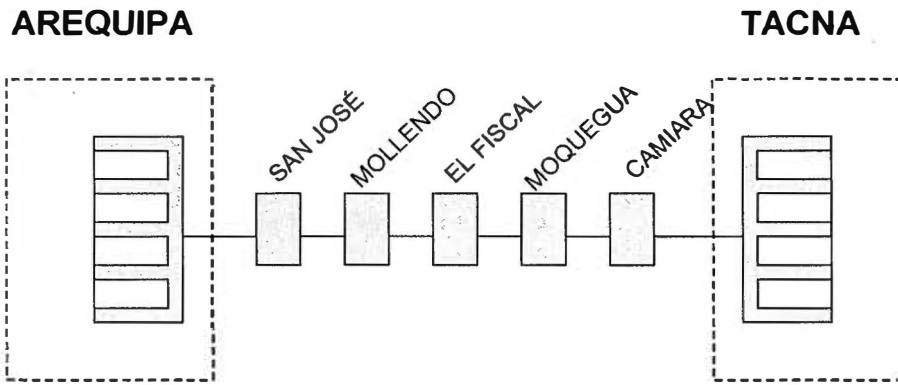 AREQUIPA
TACNA
SAN JOSÉ
MOLLENDO
EL FISCAL
MOQUEGUA
CAMIARA